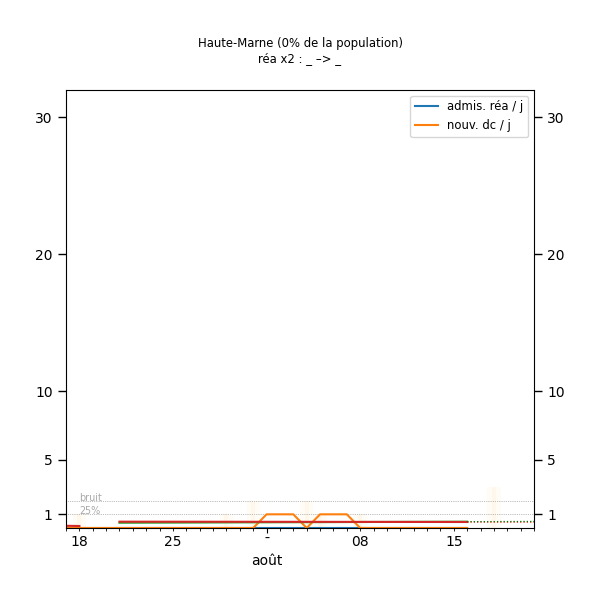 Haute-Marne (0% de la population)
réa x2 : _ –> _
admis. réa / j
nouv. dc / j
30 30
20 20
10 10
5 5
bruit
25%
1 1
18 25 - 08 15
août